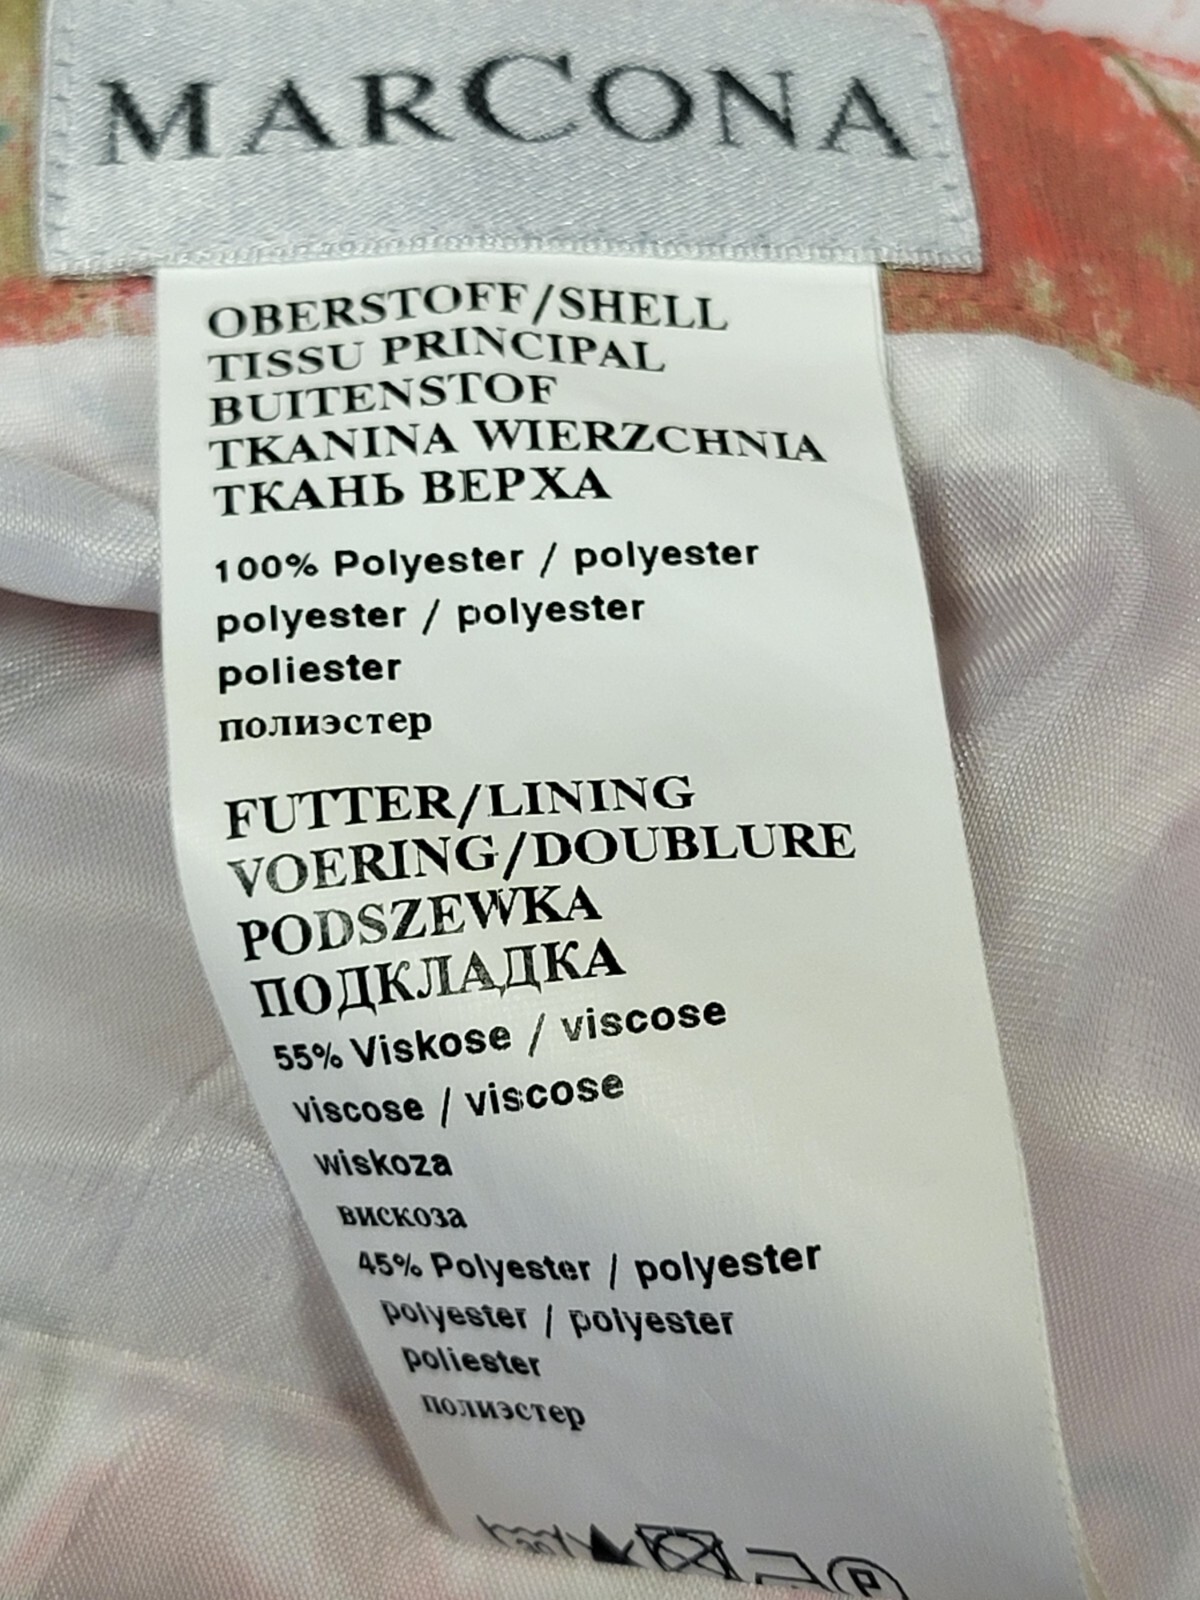 MARCONA
OBERSTOFF/SHELL
TISSU PRINCIPAL
BUITENSTOF
TKANINA WIERZCHNIA
ТКАНЬ ВЕРХА
100% Polyester / polyester
polyester / polyester
poliester
полиэстер
FUTTER/LINING
VOERING/DOUBLURE
PODSZEWKA
ПОДКЛАДКА
55% Viskose / viscose
viscose / viscose
wiskoza
вискоза
45% Polyester / polyester
polyester / polyester
poliester
полиэстер
30 P